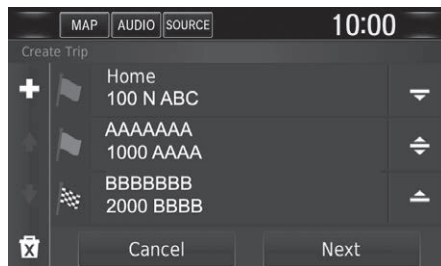 MAP AUDIO SOURCE 10:00
Create Trip
Home
100 N ABC
AAAAAAA
1000 AAAA
BBBBBBB
2000 BBBB
Cancel Next